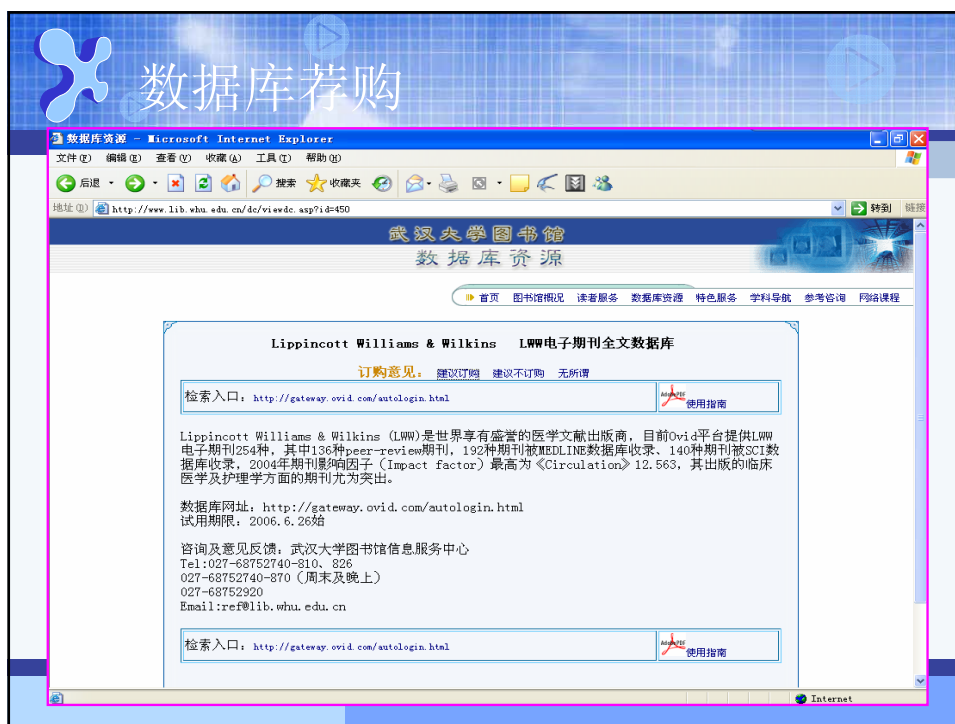 数据库荐购
数据库资源 - Microsoft Internet Explorer
文件(F) 编辑(E) 查看(V) 收藏(A) 工具(T) 帮助(H)
后退 搜索 收藏夹
地址(D) http://www.lib.whu.edu.cn/dc/viewdc.asp?id=450 转到 链接
武汉大学图书馆
数据库资源
首页 图书馆概况 读者服务 数据库资源 特色服务 学科导航 参考咨询 网络课程
Lippincott Williams & Wilkins LWW电子期刊全文数据库
订购意见: 建议订购 建议不订购 无所谓
检索入口: http://gateway.ovid.com/autologin.html Adobe PDF 使用指南
Lippincott Williams & Wilkins (LWW)是世界享有盛誉的医学文献出版商,目前Ovid平台提供LWW
电子期刊254种,其中136种peer-review期刊,192种期刊被MEDLINE数据库收录、140种期刊被SCI数
据库收录,2004年期刊影响因子(Impact factor)最高为《Circulation》12.563,其出版的临床
医学及护理学方面的期刊尤为突出。
数据库网址: http://gateway.ovid.com/autologin.html
试用期限: 2006.6.26始
咨询及意见反馈: 武汉大学图书馆信息服务中心
Tel:027-68752740-810、826
027-68752740-870(周末及晚上)
027-68752920
Email:ref@lib.whu.edu.cn
检索入口: http://gateway.ovid.com/autologin.html Adobe PDF 使用指南
Internet